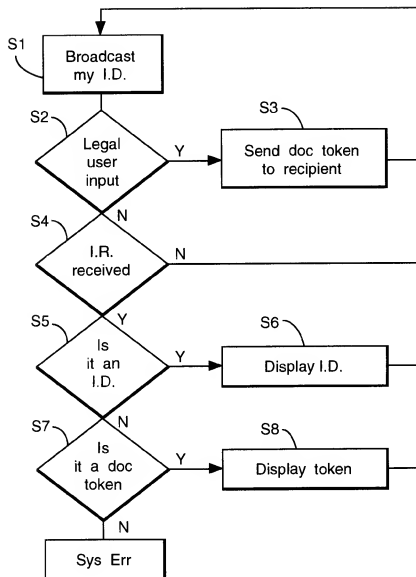 S1
Broadcast
my I.D.
S2
Legal
user
input
Y
N
S3
Send doc token
to recipient
S4
I.R.
received
N
Y
S5
Is
it an
I.D.
Y
N
S6
Display I.D.
S7
Is
it a doc
token
Y
N
S8
Display token
Sys Err